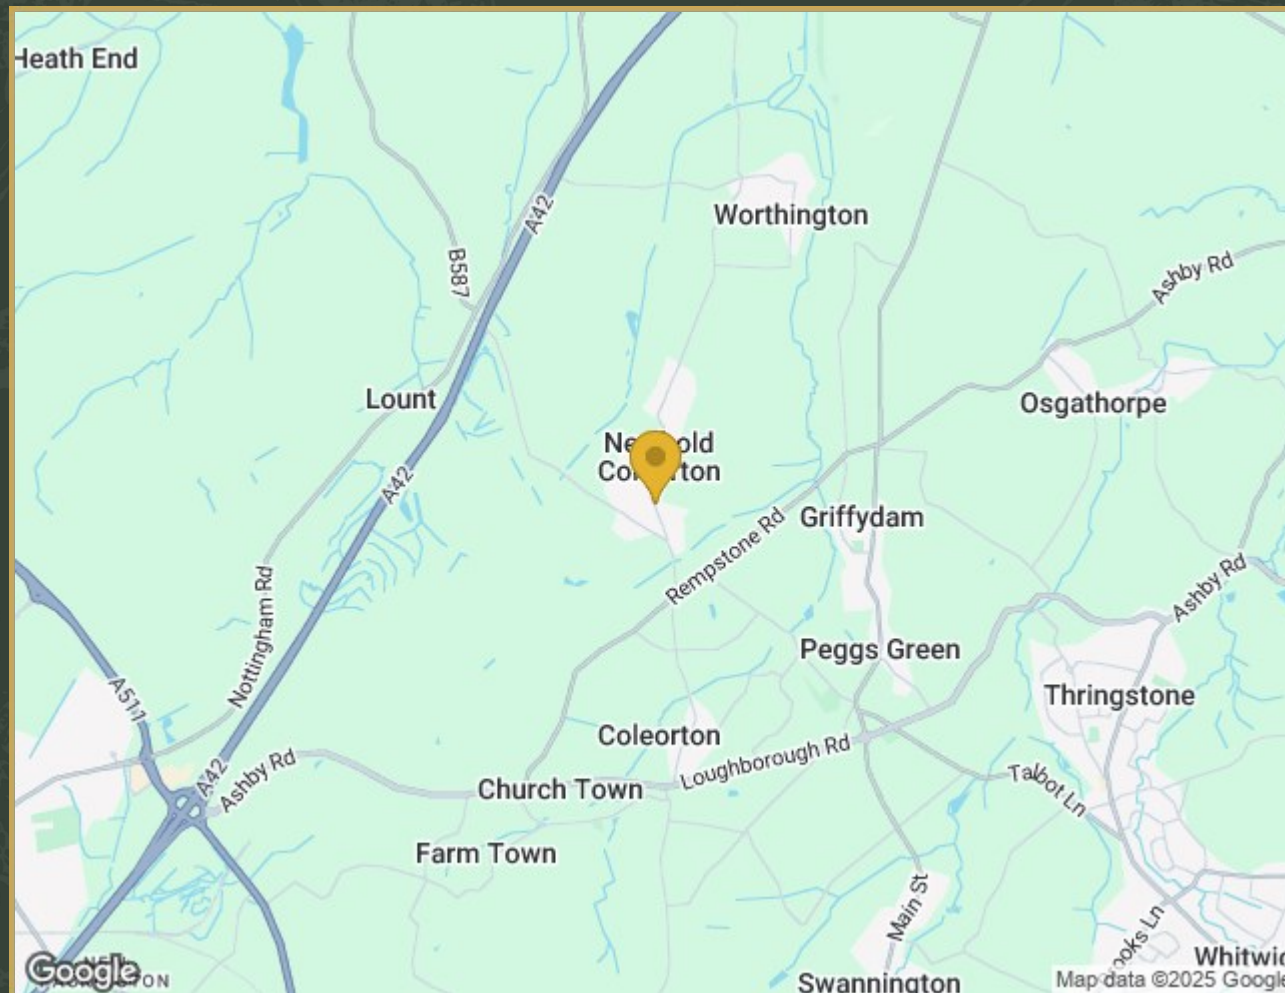 Heath End
A42
B587
Worthington
Ashby Rd
Lount
Osgathorpe
A42
Griffydam
Rempstone Rd
Ashby Rd
Nottingham Rd
Peggs Green
A511
Thringstone
Coleorton
Loughborough Rd
A42
Ashby Rd
Church Town
Talbot Ln
Farm Town
Main St
Swannington
Google
Map data ©2025 Google